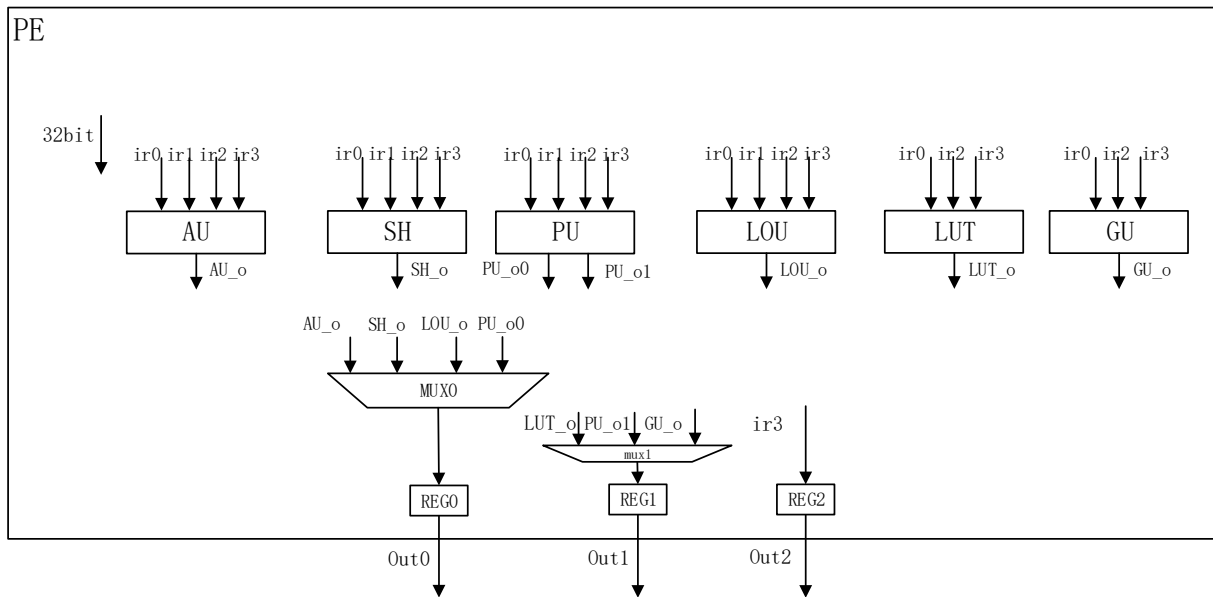 PE
32bit
ir0 ir1 ir2 ir3
ir0 ir1 ir2 ir3
ir0 ir1 ir2 ir3
ir0 ir1 ir2 ir3
ir0 ir2 ir3
ir0 ir2 ir3
AU
SH
PU
LOU
LUT
GU
AU_o
SH_o
PU_o0
PU_o1
LOU_o
LUT_o
GU_o
AU_o SH_o LOU_o PU_o0
MUX0
LUT_o PU_o1 GU_o
mux1
ir3
REG0
REG1
REG2
Out0
Out1
Out2